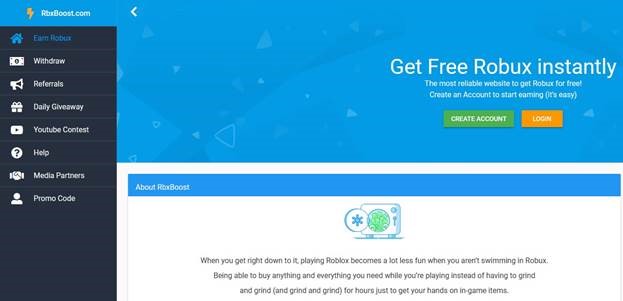 RbxBoost.com
Earn Robux
Withdraw
Referrals
Daily Giveaway
Youtube Contest
Help
Media Partners
Promo Code
Get Free Robux instantly
The most reliable website to get Robux for free!
Create an Account to start earning (it's easy)
CREATE ACCOUNT
LOGIN
About RbxBoost
When you get right down to it, playing Roblox becomes a lot less fun when you aren't swimming in Robux.
Being able to buy anything and everything you need while you're playing instead of having to grind
and grind (and grind and grind) for hours just to get your hands on in-game items.